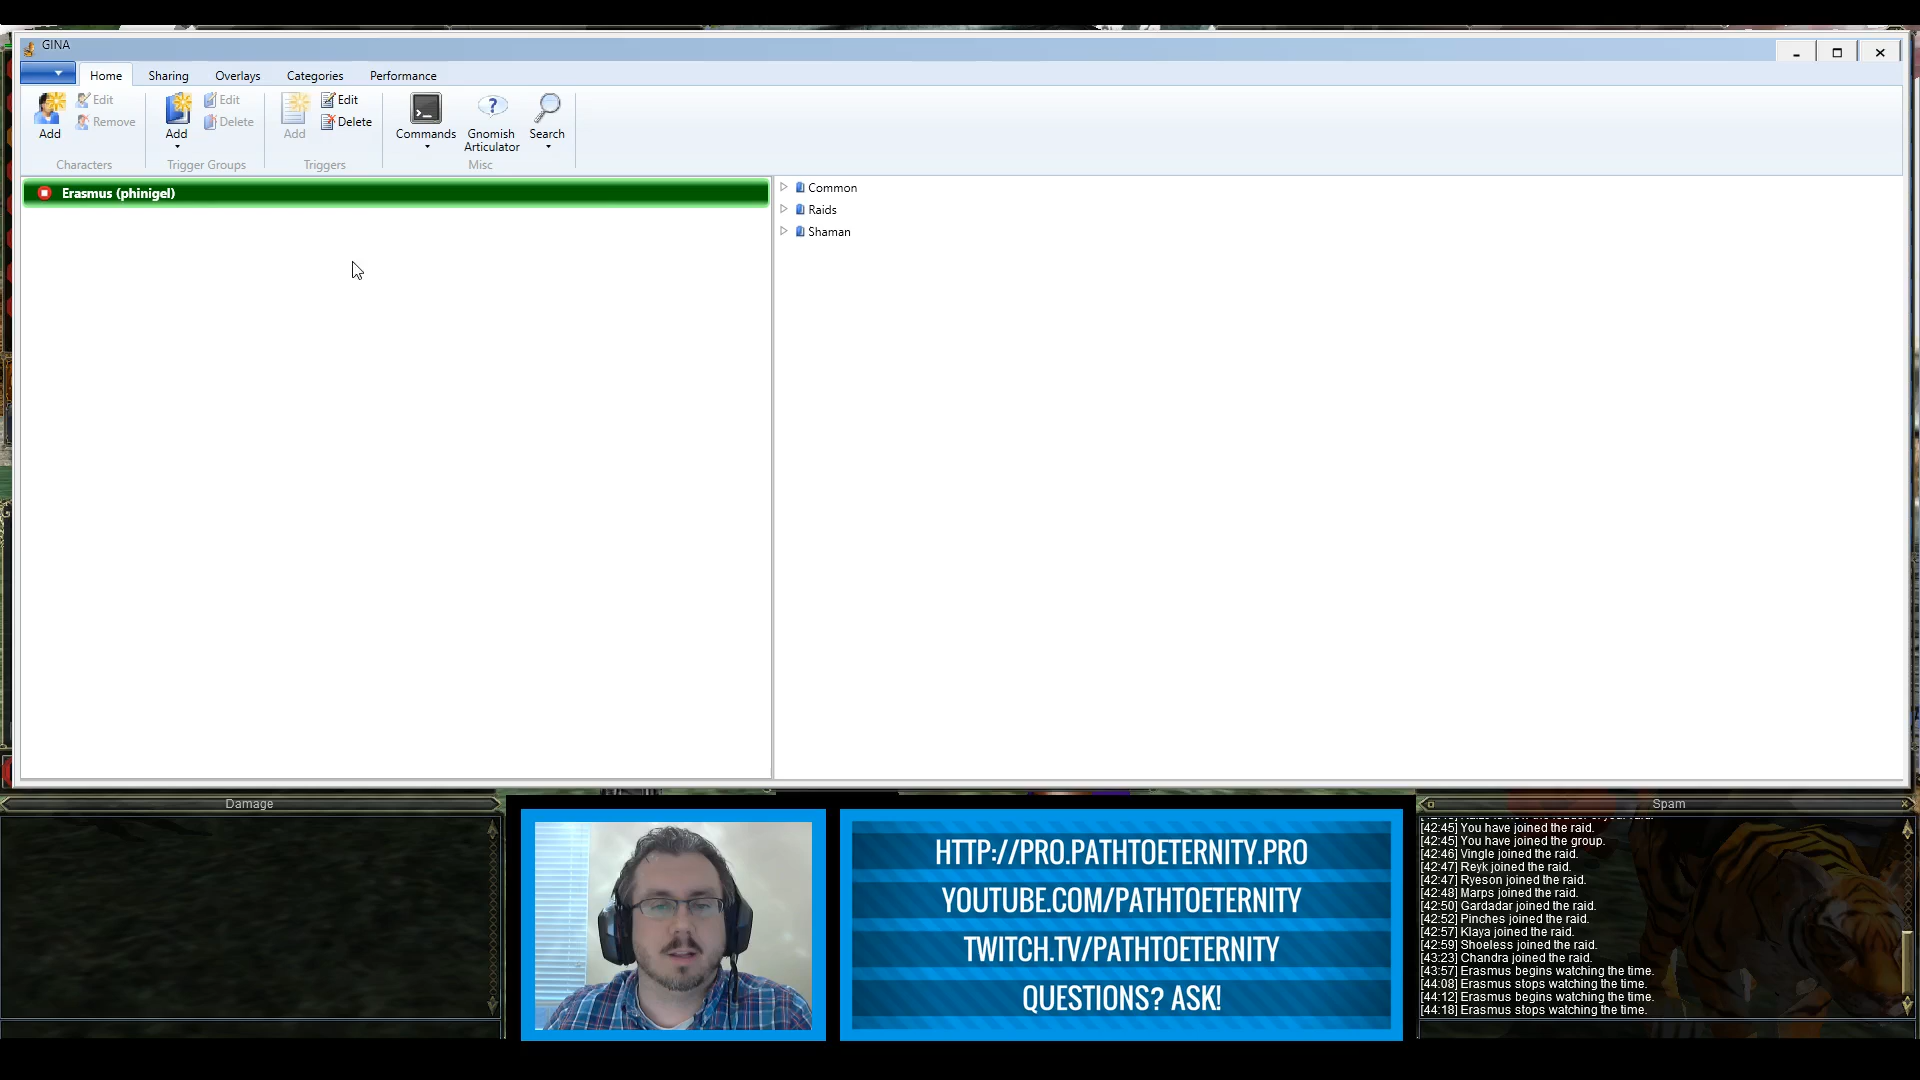 GINA
Home Sharing Overlays Categories Performance
Add Edit Remove Add Edit Delete Add Edit Delete Commands Gnomish Articulator Search
Characters Trigger Groups Triggers Misc
Erasmus (phinigel)
Common
Raids
Shaman
Damage
HTTP://PRO.PATHTOETERNITY.PRO
YOUTUBE.COM/PATHTOETERNITY
TWITCH.TV/PATHTOETERNITY
QUESTIONS? ASK!
Spam
[42:45] You have joined the raid.
[42:45] You have joined the group.
[42:46] Vingle joined the raid.
[42:47] Reyk joined the raid.
[42:47] Ryeson joined the raid.
[42:48] Marps joined the raid.
[42:50] Gardadar joined the raid.
[42:52] Pinches joined the raid.
[42:57] Klaya joined the raid.
[42:59] Shoeless joined the raid.
[43:23] Chandra joined the raid.
[43:57] Erasmus begins watching the time.
[44:08] Erasmus stops watching the time.
[44:12] Erasmus begins watching the time.
[44:18] Erasmus stops watching the time.